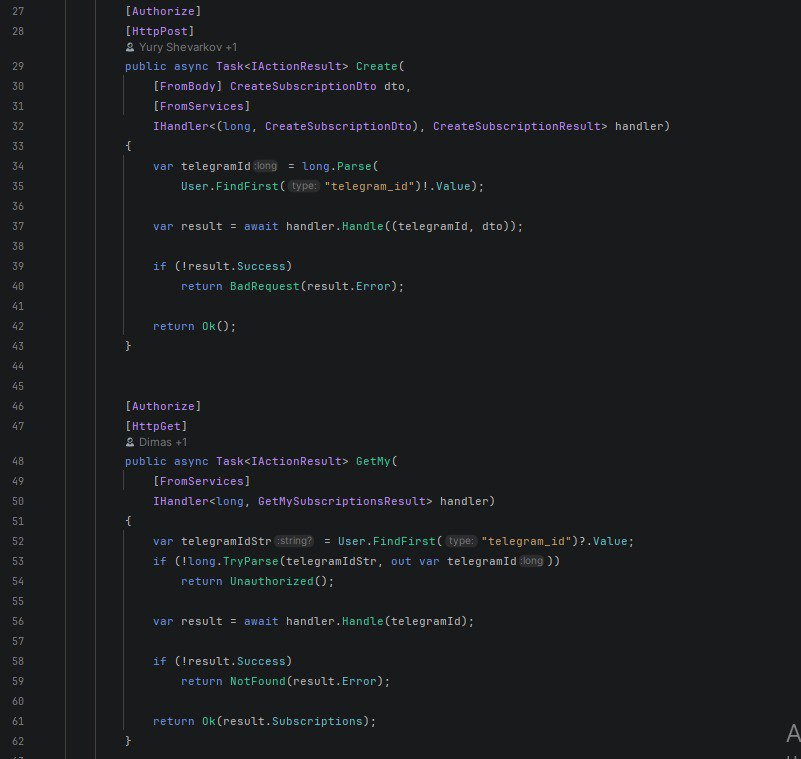 27 [Authorize]
28 [HttpPost]
Yury Shevarkov +1
29 public async Task<IActionResult> Create(
30 [FromBody] CreateSubscriptionDto dto,
31 [FromServices]
32 IHandler<(long, CreateSubscriptionDto), CreateSubscriptionResult> handler)
33 {
34 var telegramId :long = long.Parse(
35 User.FindFirst( type: "telegram_id")!.Value);
36
37 var result = await handler.Handle((telegramId, dto));
38
39 if (!result.Success)
40 return BadRequest(result.Error);
41
42 return Ok();
43 }
44
45
46 [Authorize]
47 [HttpGet]
Dimas +1
48 public async Task<IActionResult> GetMy(
49 [FromServices]
50 IHandler<long, GetMySubscriptionsResult> handler)
51 {
52 var telegramIdStr :string? = User.FindFirst( type: "telegram_id")?.Value;
53 if (!long.TryParse(telegramIdStr, out var telegramId :long ))
54 return Unauthorized();
55
56 var result = await handler.Handle(telegramId);
57
58 if (!result.Success)
59 return NotFound(result.Error);
60
61 return Ok(result.Subscriptions);
62 }